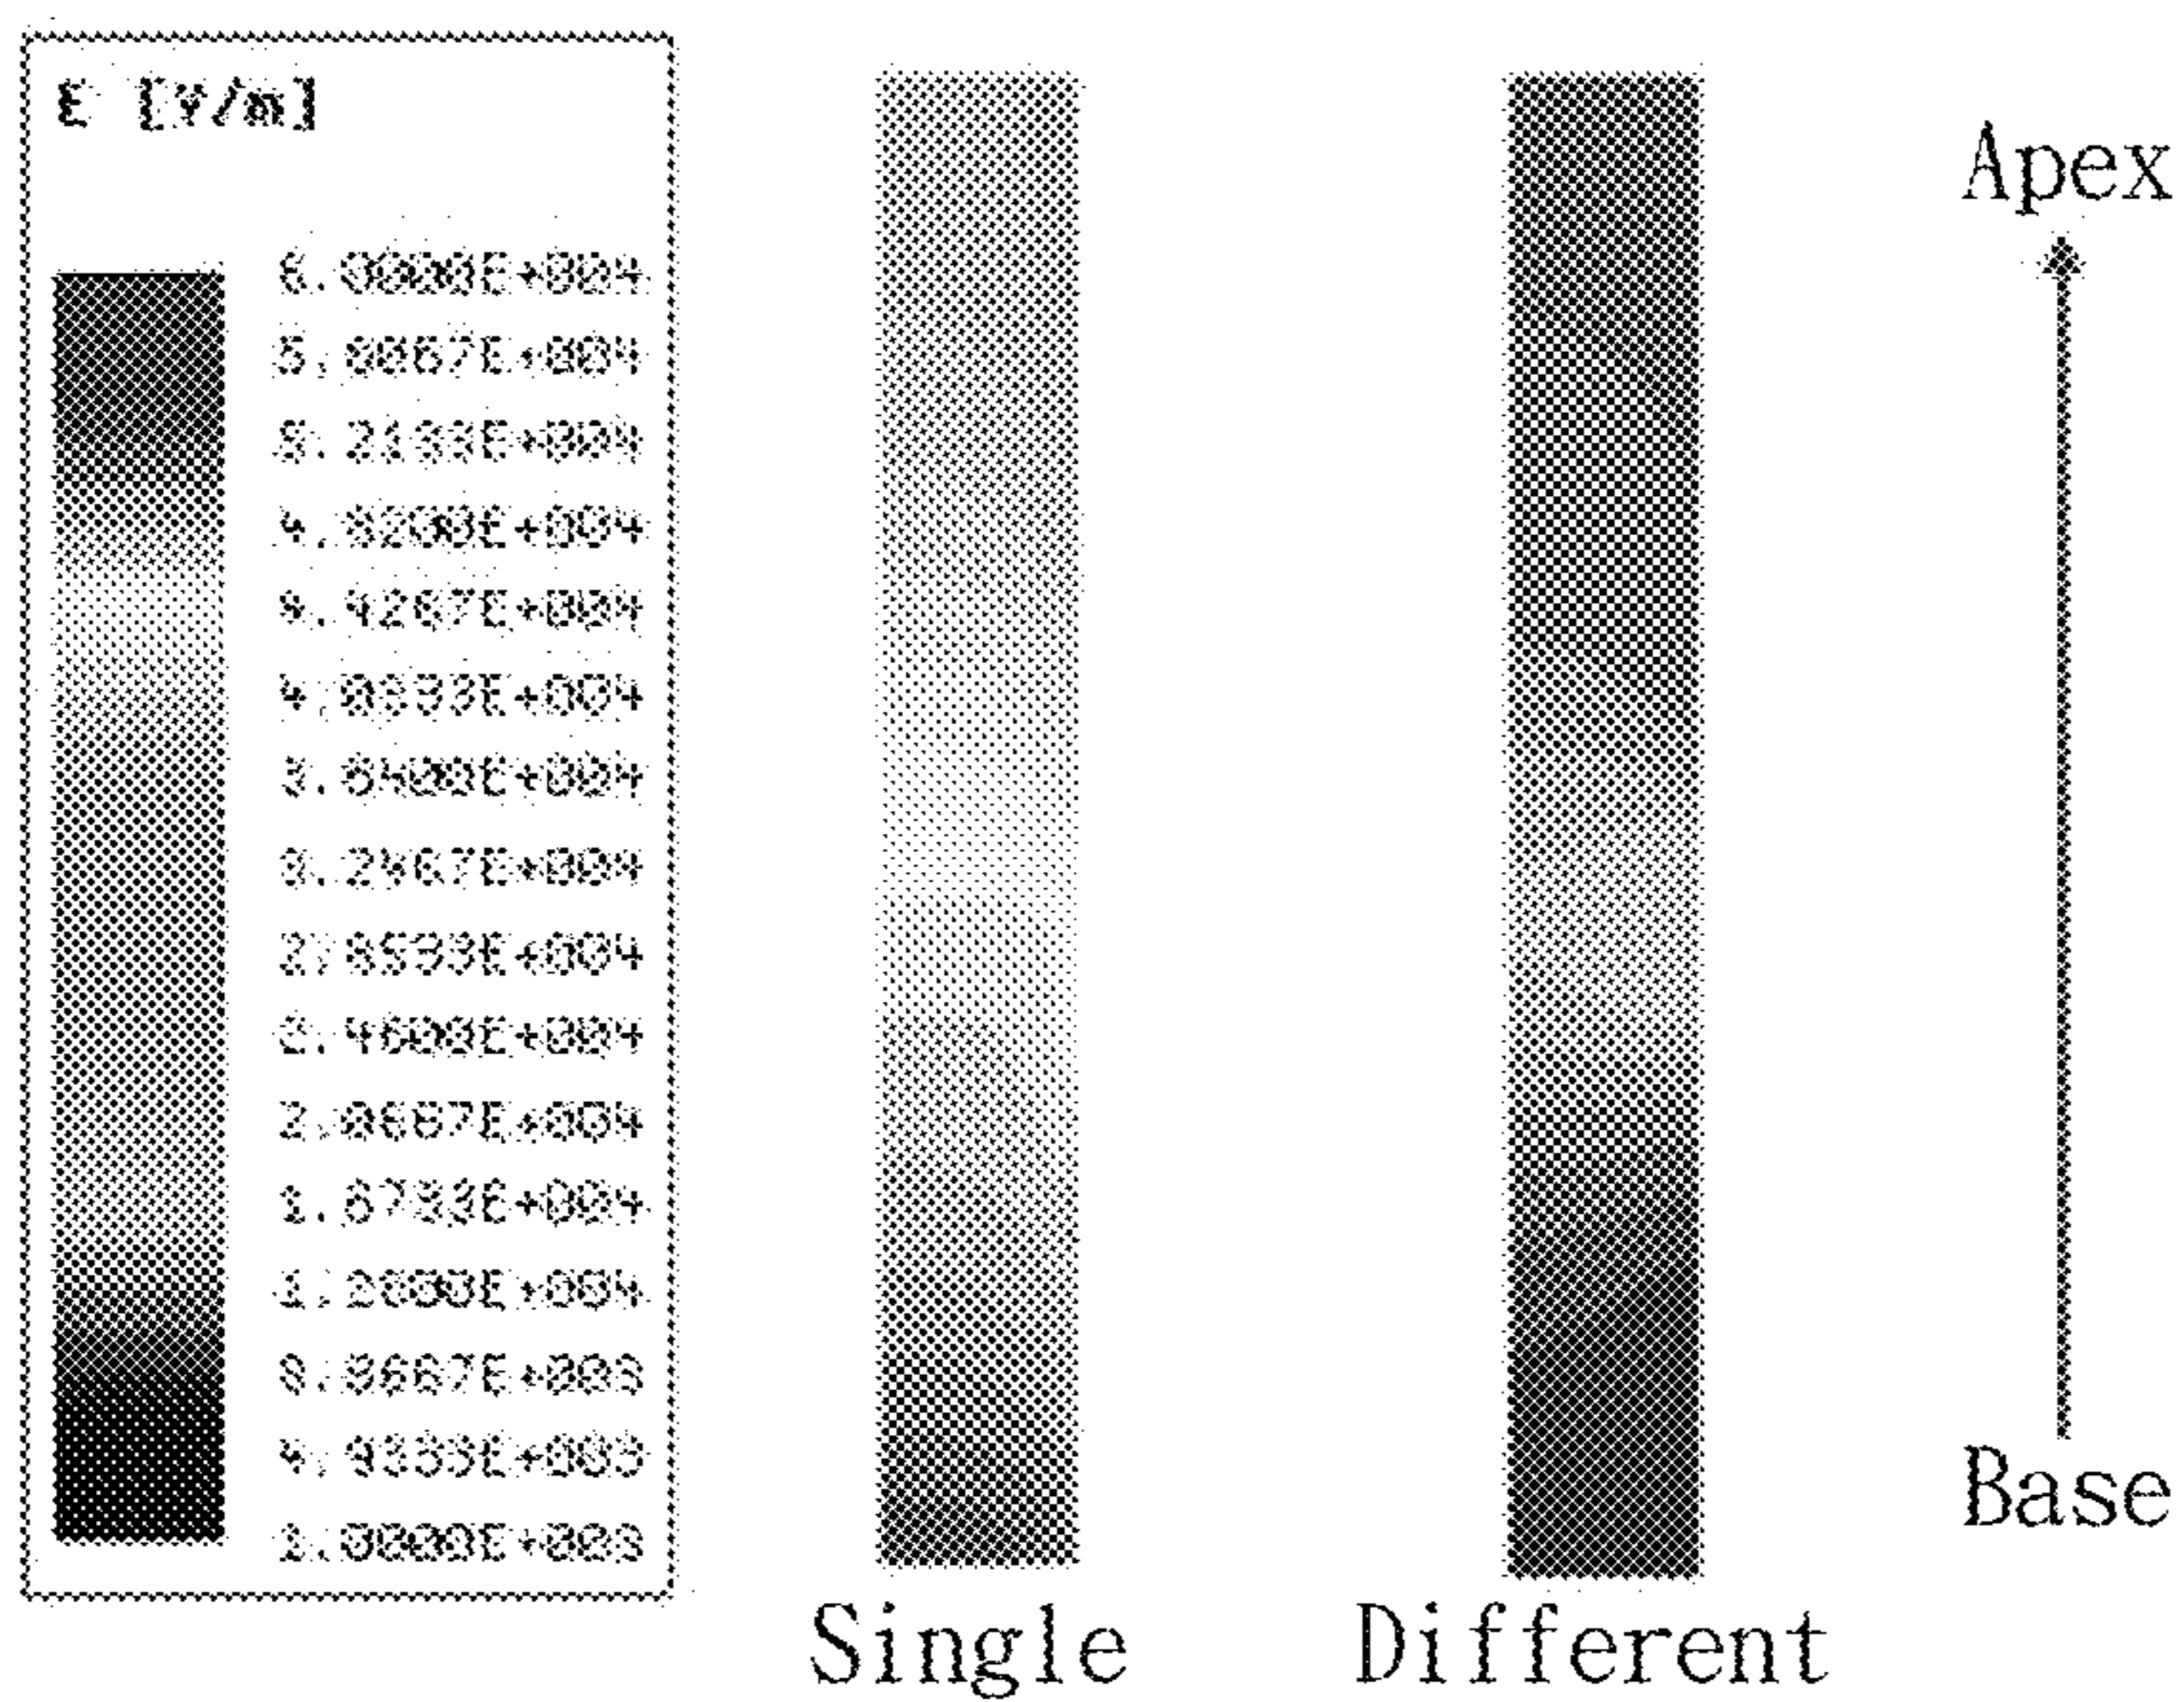 E [V/m]
6.0000E+004
5.6067E+004
5.2133E+004
4.8200E+004
4.4267E+004
4.0333E+004
3.6400E+004
3.2467E+004
2.8533E+004
2.4600E+004
2.0667E+004
1.6733E+004
1.2800E+004
8.8667E+003
4.9333E+003
1.0000E+003
Single
Different
Apex
Base